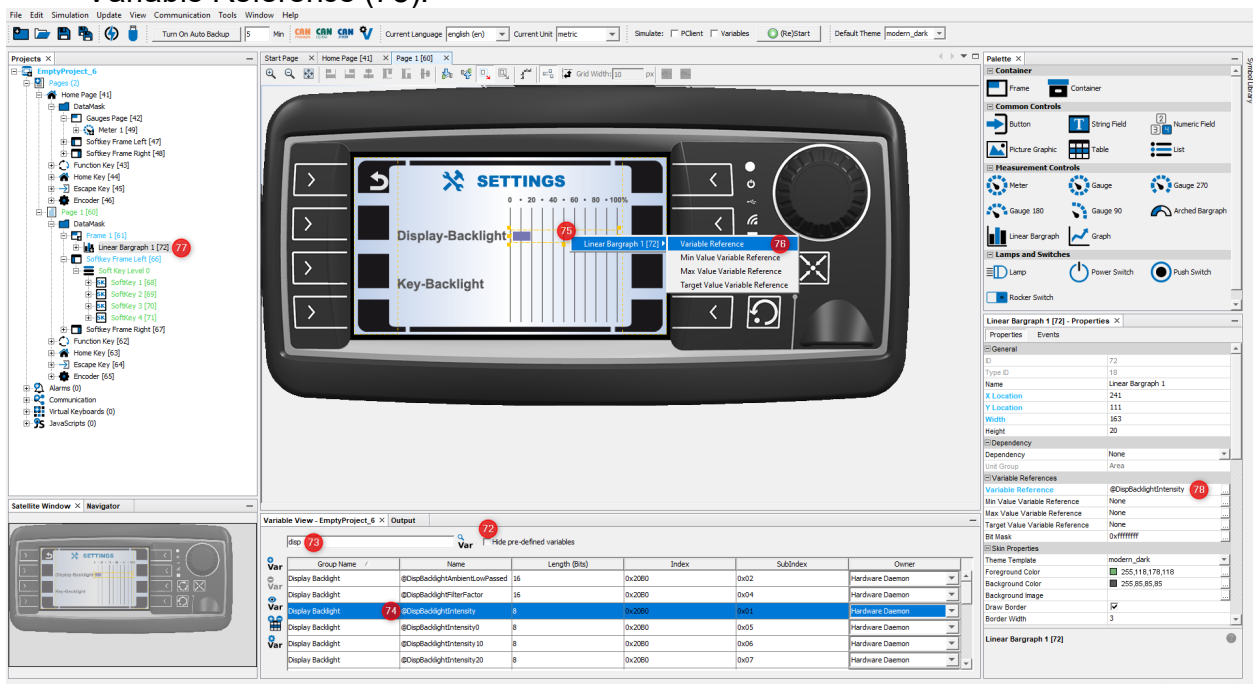 Variable Reference (76).
File Edit Simulation Update View Communication Tools Window Help
Turn On Auto Backup 5 Min CAN CAN CAN Current Language english (en) Current Unit metric Simulate: PClient Variables (Re)Start Default Theme modern_dark
Projects
EmptyProject_6
Pages (2)
Home Page [41]
DataMask
Gauges Page [42]
Meter 1 [49]
Softkey Frame Left [47]
Softkey Frame Right [48]
Function Key [43]
Home Key [44]
Escape Key [45]
Encoder [46]
Page 1 [60]
DataMask
Frame 1 [61]
Linear Bargraph 1 [72] 77
Softkey Frame Left [66]
Soft Key Level 0
SK SoftKey 1 [68]
SK SoftKey 2 [69]
SK SoftKey 3 [70]
SK SoftKey 4 [71]
Softkey Frame Right [67]
Function Key [62]
Home Key [63]
Escape Key [64]
Encoder [65]
Alarms (0)
Communication
Virtual Keyboards (0)
JS JavaScripts (0)
Satellite Window Navigator
SETTINGS
Display-Backlight
Key-Backlight
Start Page Home Page [41] Page 1 [60]
Grid Width: 10 px
SETTINGS
0 20 40 60 80 100%
Display-Backlight
Key-Backlight
75
Linear Bargraph 1 [72] Variable Reference 76
Min Value Variable Reference
Max Value Variable Reference
Target Value Variable Reference
Variable View - EmptyProject_6 Output
disp 73 Var 72 Hide pre-defined variables
Var
Var
Var
Var
Group Name Name Length (Bits) Index SubIndex Owner
Display Backlight @DispBacklightAmbientLowPassed 16 0x20B0 0x02 Hardware Daemon
Display Backlight @DispBacklightFilterFactor 16 0x20B0 0x04 Hardware Daemon
Display Backlight 74 @DispBacklightIntensity 8 0x20B0 0x01 Hardware Daemon
Display Backlight @DispBacklightIntensity0 8 0x20B0 0x05 Hardware Daemon
Display Backlight @DispBacklightIntensity10 8 0x20B0 0x06 Hardware Daemon
Display Backlight @DispBacklightIntensity20 8 0x20B0 0x07 Hardware Daemon
Palette
Container
Frame Container
Common Controls
Button String Field Numeric Field
Picture Graphic Table List
Measurement Controls
Meter Gauge Gauge 270
Gauge 180 Gauge 90 Arched Bargraph
Linear Bargraph Graph
Lamps and Switches
Lamp Power Switch Push Switch
Rocker Switch
Symbol Library
Linear Bargraph 1 [72] - Properties
Properties Events
General
ID 72
Type ID 18
Name Linear Bargraph 1
X Location 241
Y Location 111
Width 163
Height 20
Dependency
Dependency None
Unit Group Area
Variable References
Variable Reference @DispBacklightIntensity 78
Min Value Variable Reference None
Max Value Variable Reference None
Target Value Variable Reference None
Bit Mask 0xffffffff
Skin Properties
Theme Template modern_dark
Foreground Color 255,118,178,118
Background Color 255,85,85,85
Background Image
Draw Border
Border Width 3
Linear Bargraph 1 [72]